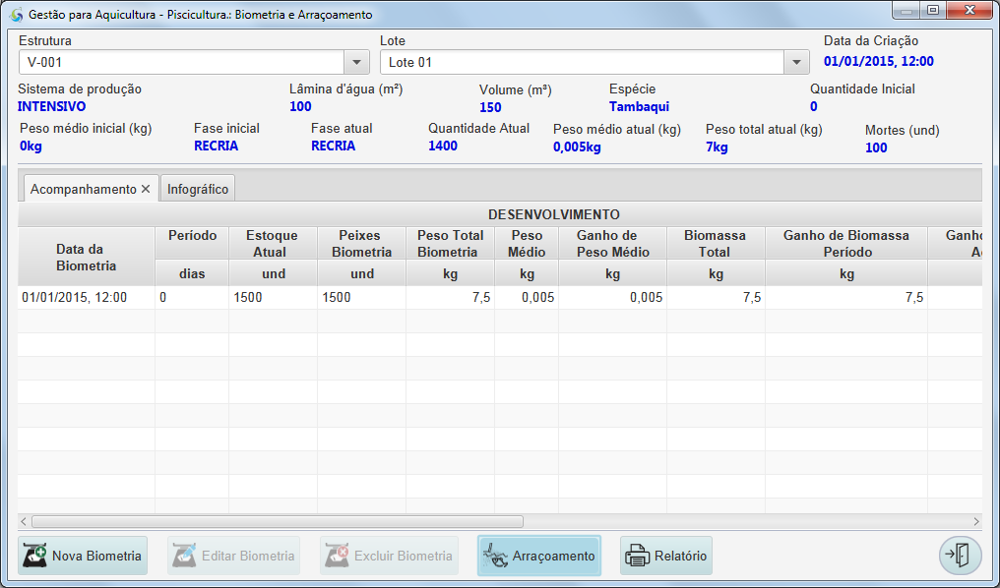 Gestão para Aquicultura - Piscicultura.: Biometria e Arraçoamento
Estrutura Lote Data da Criação
V-001 Lote 01 01/01/2015, 12:00
Sistema de produção Lâmina d'água (m²) Volume (m³) Espécie Quantidade Inicial
INTENSIVO 100 150 Tambaqui 0
Peso médio inicial (kg) Fase inicial Fase atual Quantidade Atual Peso médio atual (kg) Peso total atual (kg) Mortes (und)
0kg RECRIA RECRIA 1400 0,005kg 7kg 100
Acompanhamento Infográfico
DESENVOLVIMENTO
Data da Biometria Período Estoque Atual Peixes Biometria Peso Total Biometria Peso Médio Ganho de Peso Médio Biomassa Total Ganho de Biomassa Período
dias und und kg kg kg kg kg
01/01/2015, 12:00 0 1500 1500 7,5 0,005 0,005 7,5 7,5
Nova Biometria Editar Biometria Excluir Biometria Arraçoamento Relatório